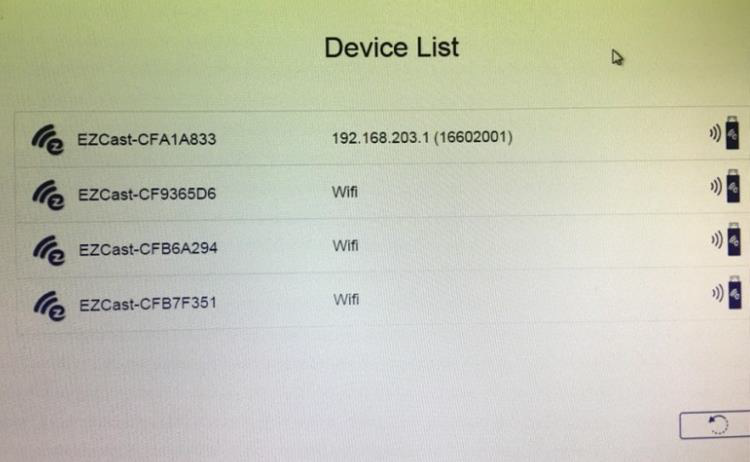 Device List
EZCast-CFA1A833 192.168.203.1 (16602001)
EZCast-CF9365D6 Wifi
EZCast-CFB6A294 Wifi
EZCast-CFB7F351 Wifi